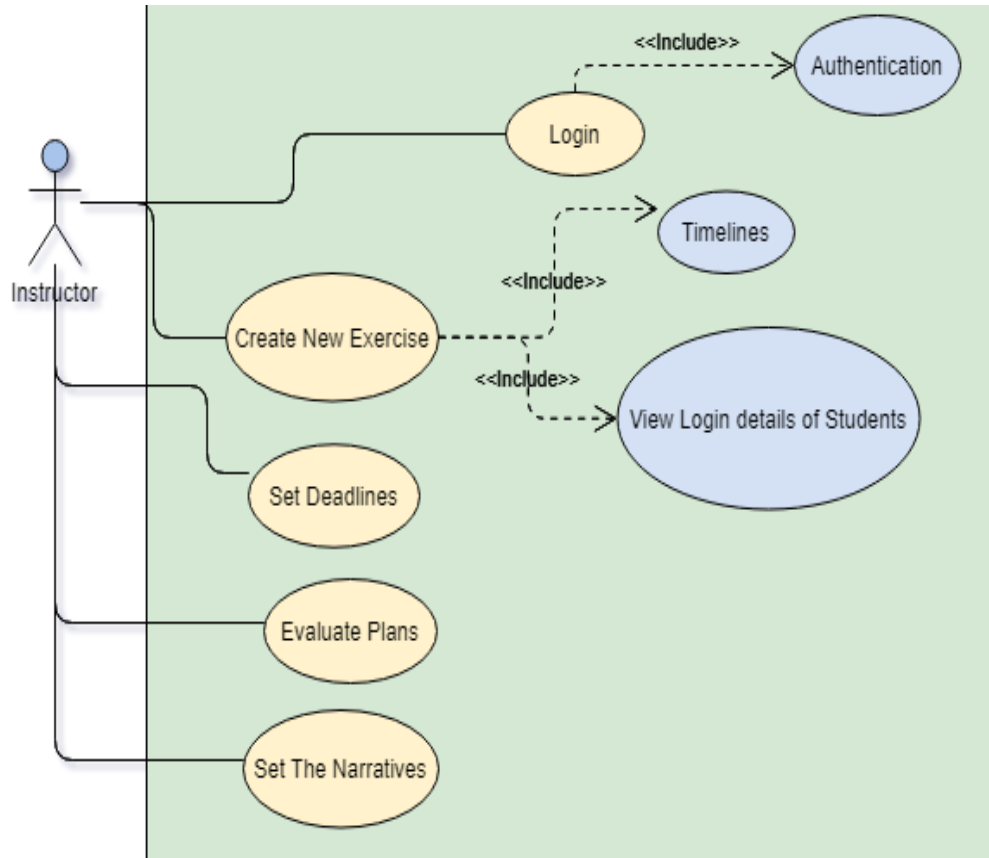 <<Include>>
Authentication
Login
Timelines
Instructor
<<Include>>
Create New Exercise
<<Include>>
View Login details of Students
Set Deadlines
Evaluate Plans
Set The Narratives